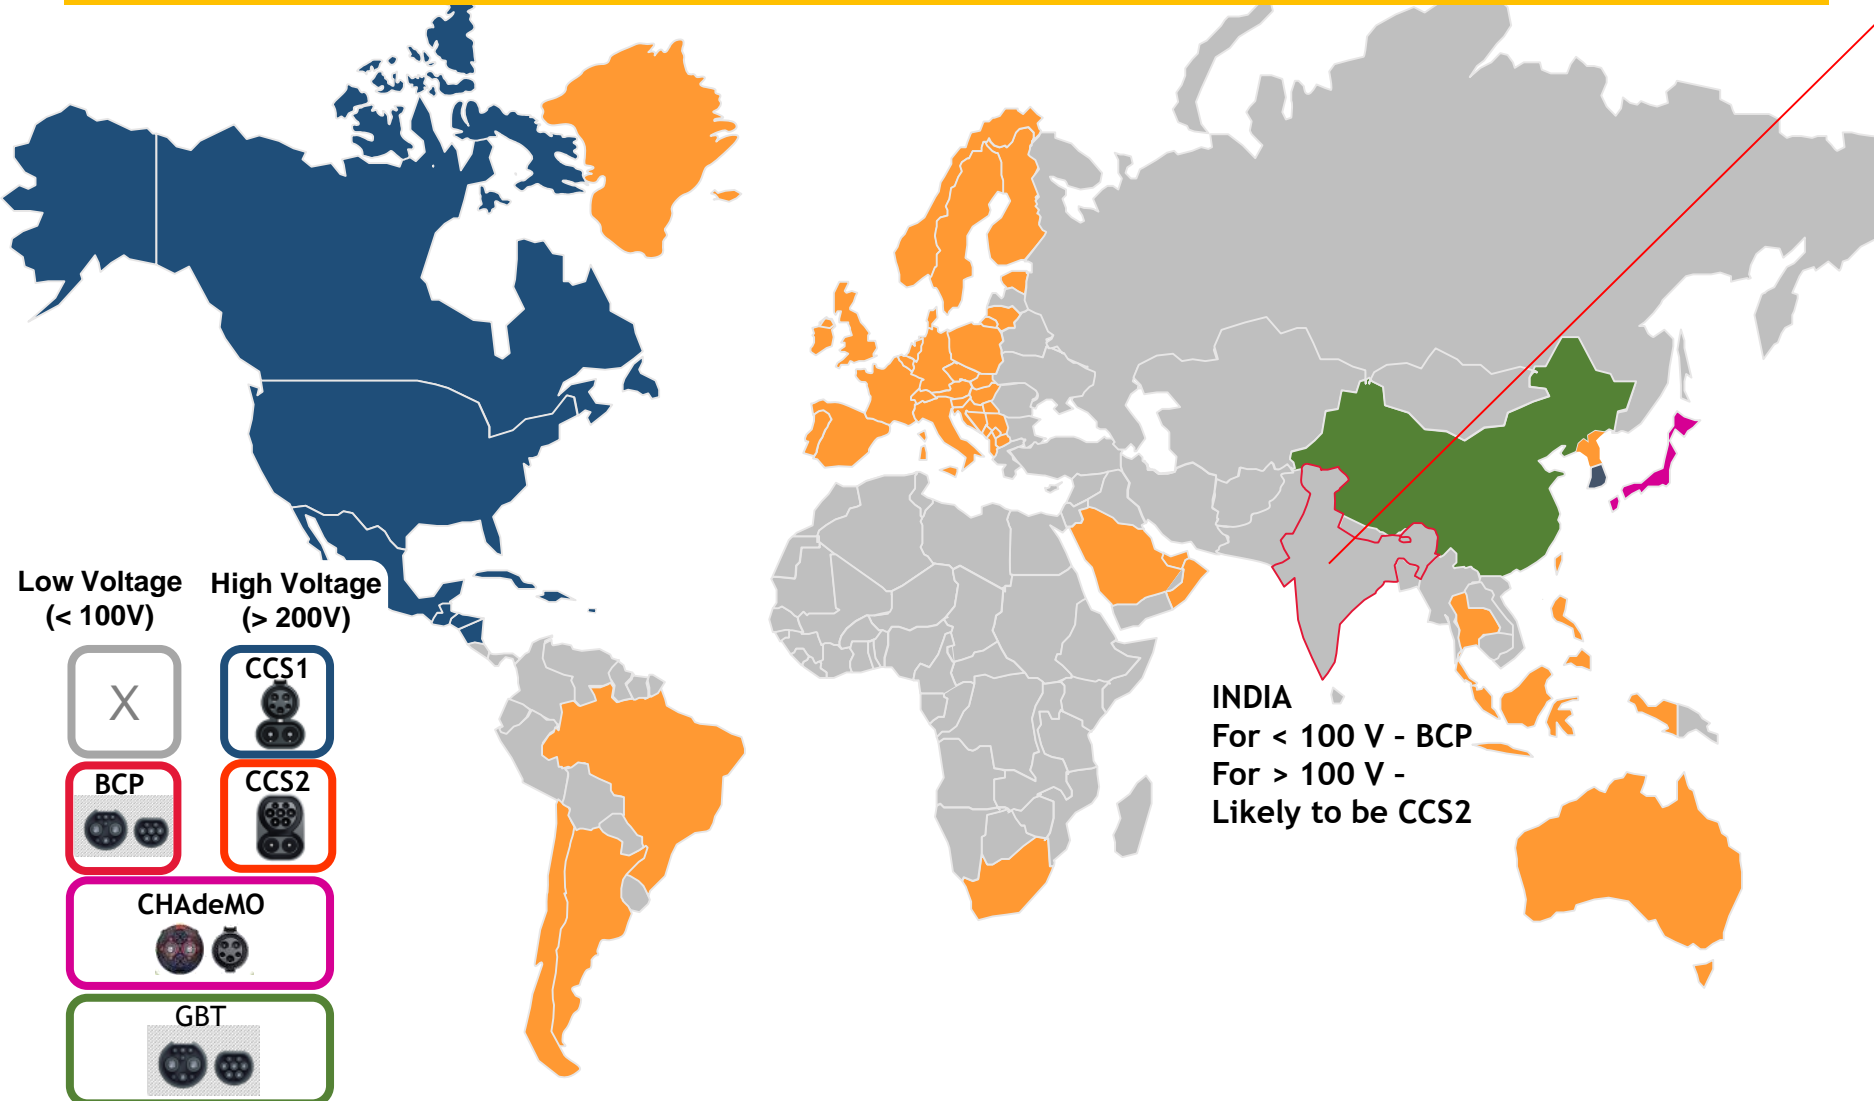 Low Voltage
(< 100V)
High Voltage
(> 200V)
X
CCS1
BCP
CCS2
CHAdeMO
GBT
INDIA
For < 100 V - BCP
For > 100 V -
Likely to be CCS2